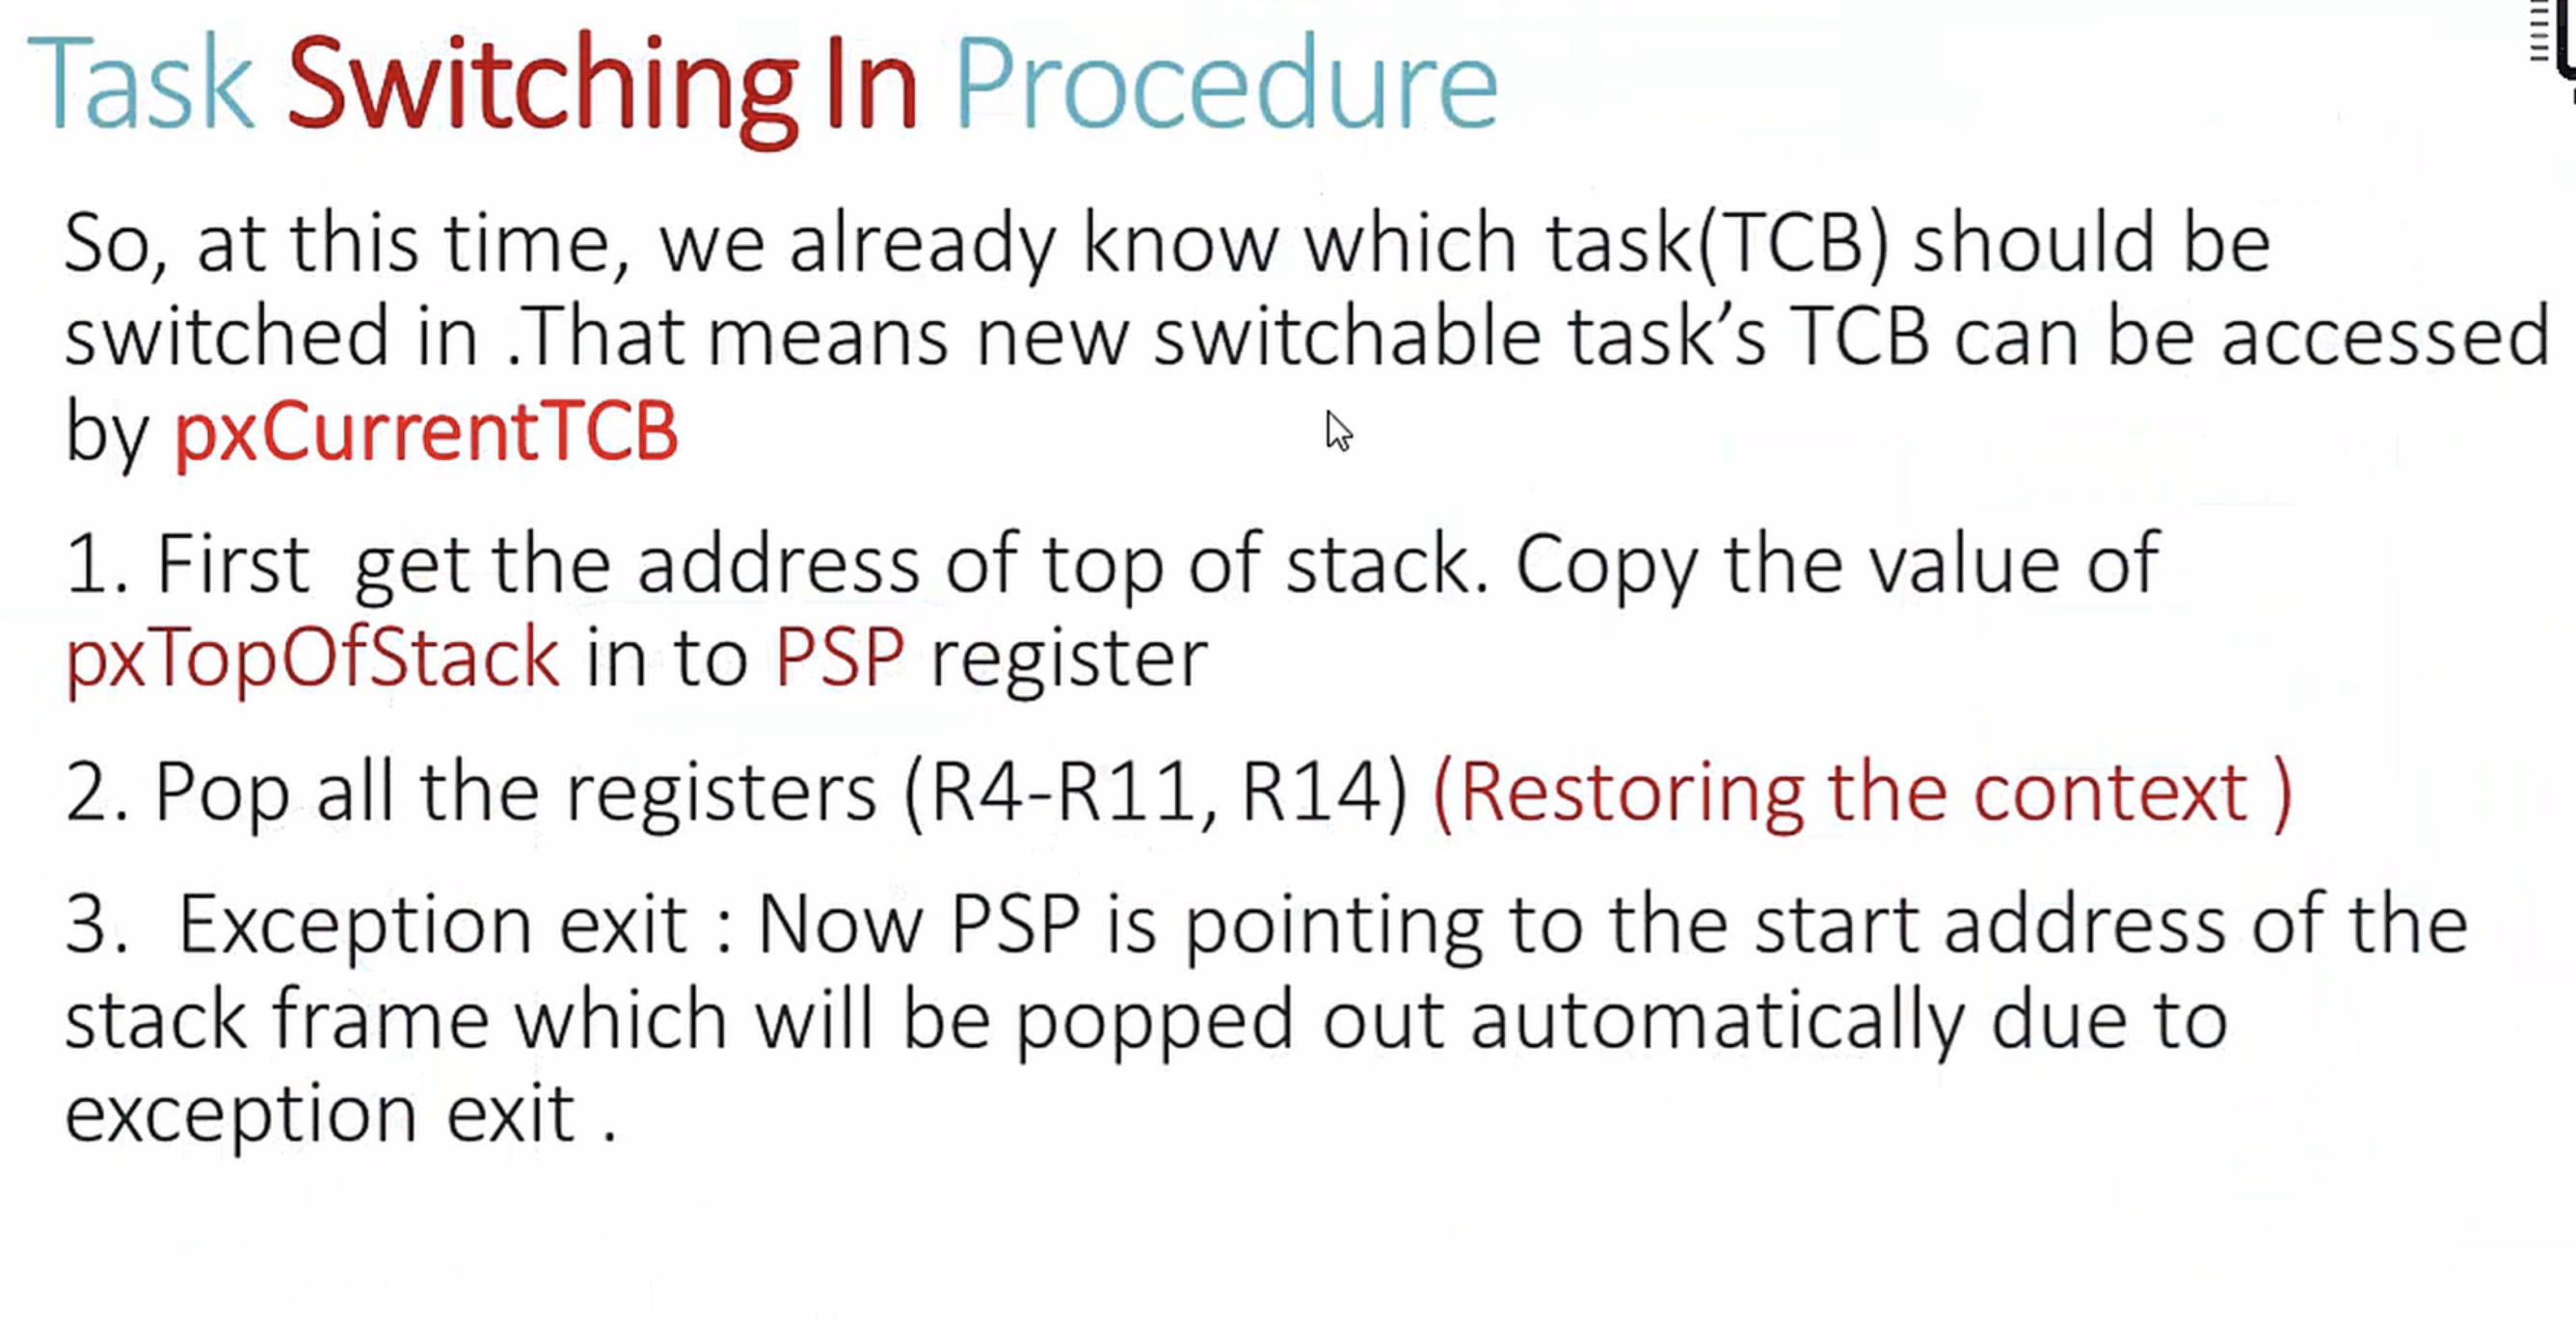 Task Switching In Procedure
So, at this time, we already know which task(TCB) should be
switched in .That means new switchable task’s TCB can be accessed
by pxCurrentTCB
1. First  get the address of top of stack. Copy the value of
pxTopOfStack in to PSP register
2. Pop all the registers (R4-R11, R14) (Restoring the context )
3.  Exception exit : Now PSP is pointing to the start address of the
stack frame which will be popped out automatically due to
exception exit .